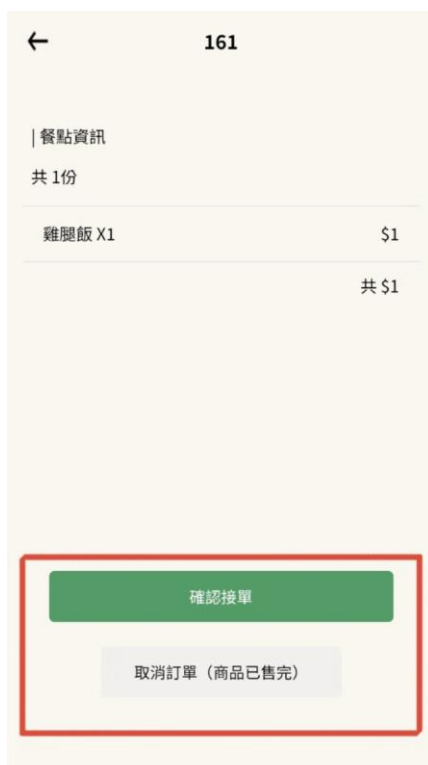 161
| 餐點資訊
共 1份
雞腿飯 X1 $1
共 $1
確認接單
取消訂單（商品已售完）